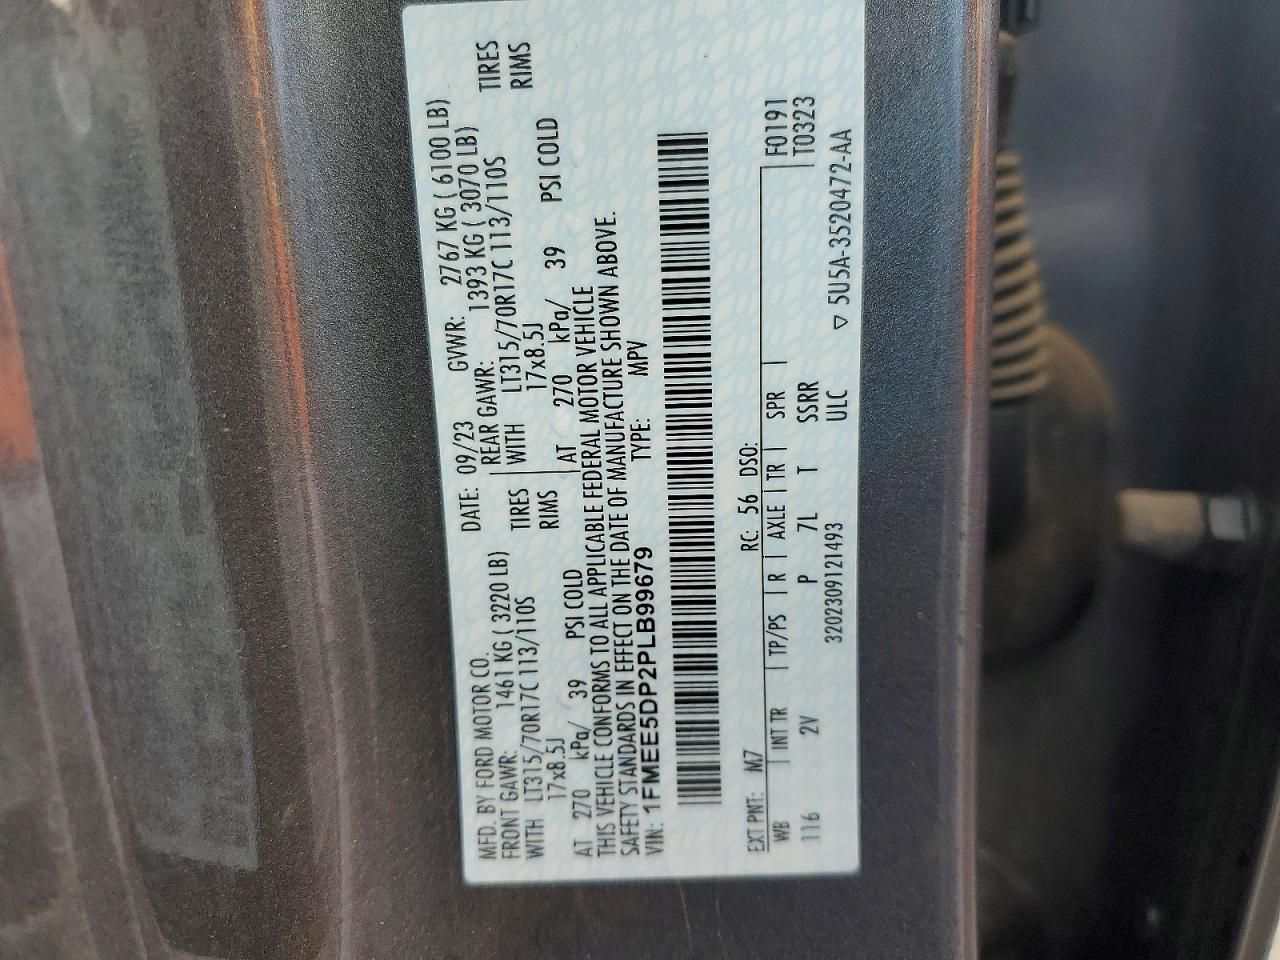 MFD. BY FORD MOTOR CO.
DATE: 09/23 GVWR: 2767 KG ( 6100 LB)
FRONT GAWR: 1461 KG ( 3220 LB) REAR GAWR: 1393 KG ( 3070 LB)
WITH LT315/70R17C 113/110S TIRES WITH LT315/70R17C 113/110S TIRES
17x8.5J RIMS 17x8.5J RIMS
AT 270 kPa/ 39 PSI COLD AT 270 kPa/ 39 PSI COLD
THIS VEHICLE CONFORMS TO ALL APPLICABLE FEDERAL MOTOR VEHICLE
SAFETY STANDARDS IN EFFECT ON THE DATE OF MANUFACTURE SHOWN ABOVE.
VIN: 1FMEE5DP2PLB99679 TYPE: MPV
EXT PNT: M7 RC: 56 DSO:
WB INT TR TP/PS R AXLE TR SPR F0191
116 2V P 7L T SSRR T0323
3202309121493 ULC ▽ 5U5A-3520472-AA